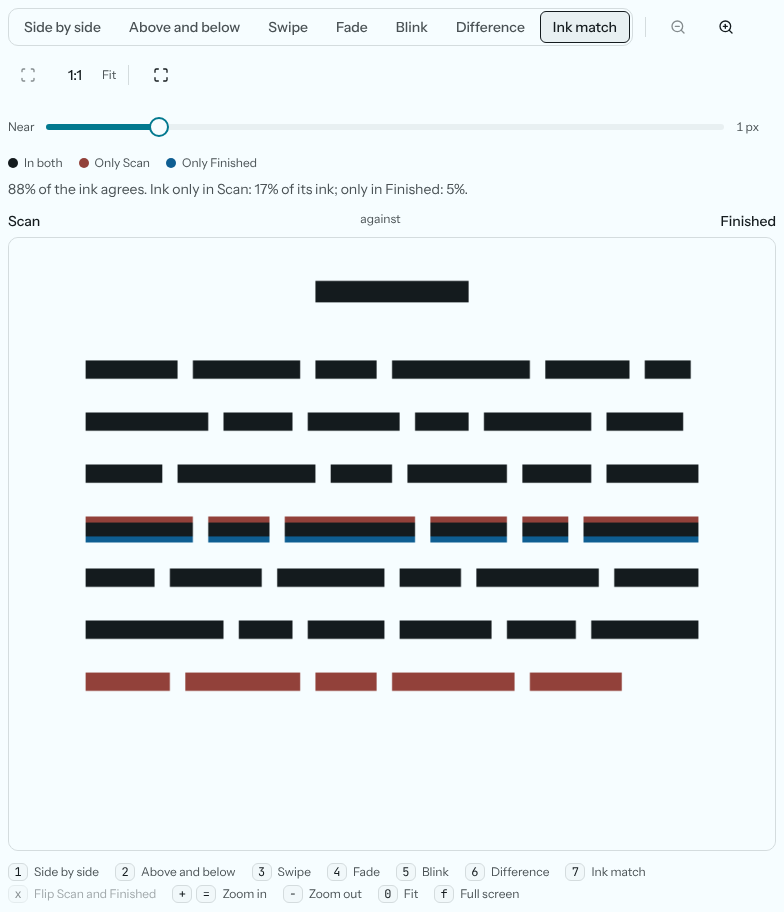 Side by side Above and below Swipe Fade Blink Difference Ink match
1:1 Fit
Near 1 px
In both Only Scan Only Finished
88% of the ink agrees. Ink only in Scan: 17% of its ink; only in Finished: 5%.
Scan against Finished
1 Side by side 2 Above and below 3 Swipe 4 Fade 5 Blink 6 Difference 7 Ink match
x Flip Scan and Finished + = Zoom in - Zoom out 0 Fit f Full screen